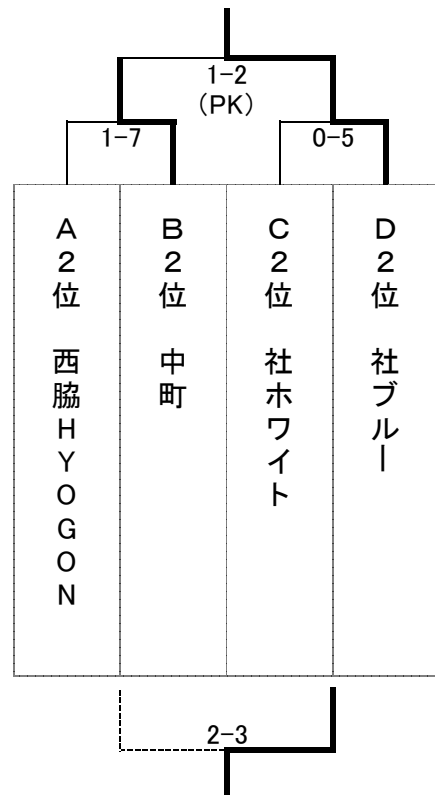 1-2
(PK)
1-7
0-5
A2位 西脇HYOGON
B2位 中町
C2位 社ホワイト
D2位 社ブルー
2-3